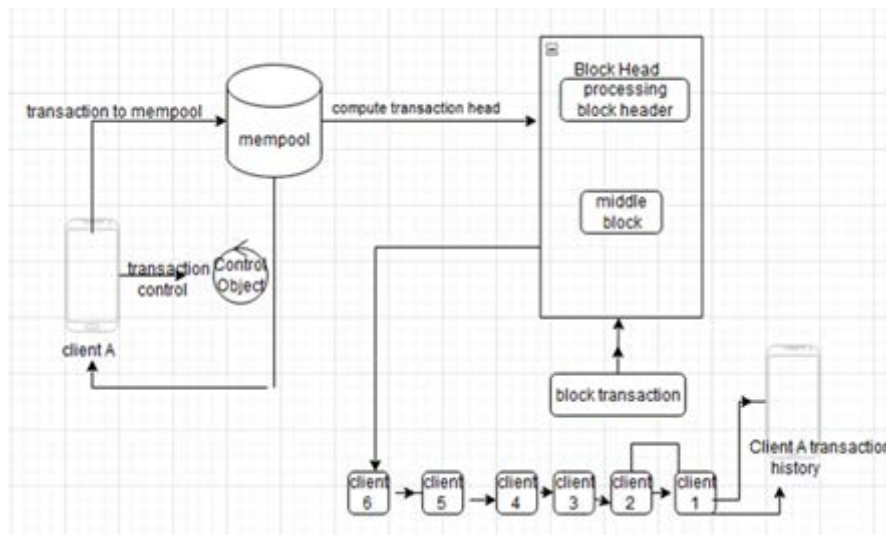 transaction to mempool
mempool
compute transaction head
Block Head
processing
block header
middle
block
transaction
control
Control
Object
client A
block transaction
client
6
client
5
client
4
client
3
client
2
client
1
Client A transaction
history